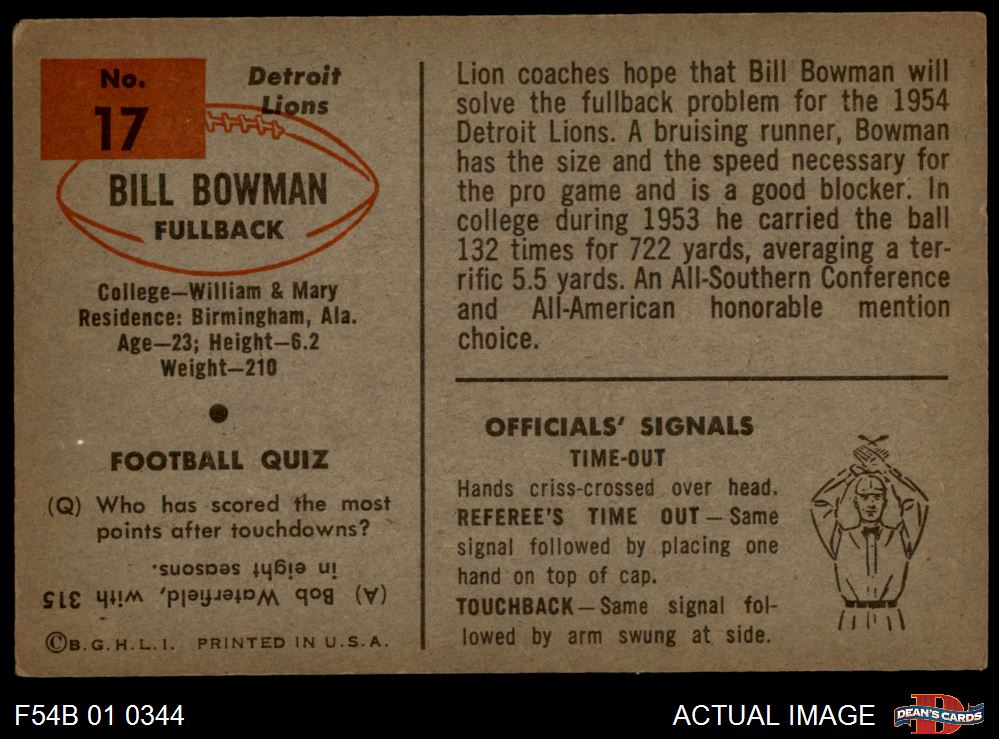 No.
17
Detroit
Lions
BILL BOWMAN
FULLBACK
College—William & Mary
Residence: Birmingham, Ala.
Age—23; Height—6.2
Weight—210
FOOTBALL QUIZ
(Q) Who has scored the most
points after touchdowns?
(A) Bob Waterfield, with 315
in eight seasons.
©B.G.H.L.I. PRINTED IN U.S.A.
Lion coaches hope that Bill Bowman will
solve the fullback problem for the 1954
Detroit Lions. A bruising runner, Bowman
has the size and the speed necessary for
the pro game and is a good blocker. In
college during 1953 he carried the ball
132 times for 722 yards, averaging a ter-
rific 5.5 yards. An All-Southern Conference
and All-American honorable mention
choice.
OFFICIALS' SIGNALS
TIME-OUT
Hands criss-crossed over head.
REFEREE'S TIME OUT—Same
signal followed by placing one
hand on top of cap.
TOUCHBACK—Same signal fol-
lowed by arm swung at side.
F54B 01 0344
ACTUAL IMAGE
D
DEAN'S CARDS